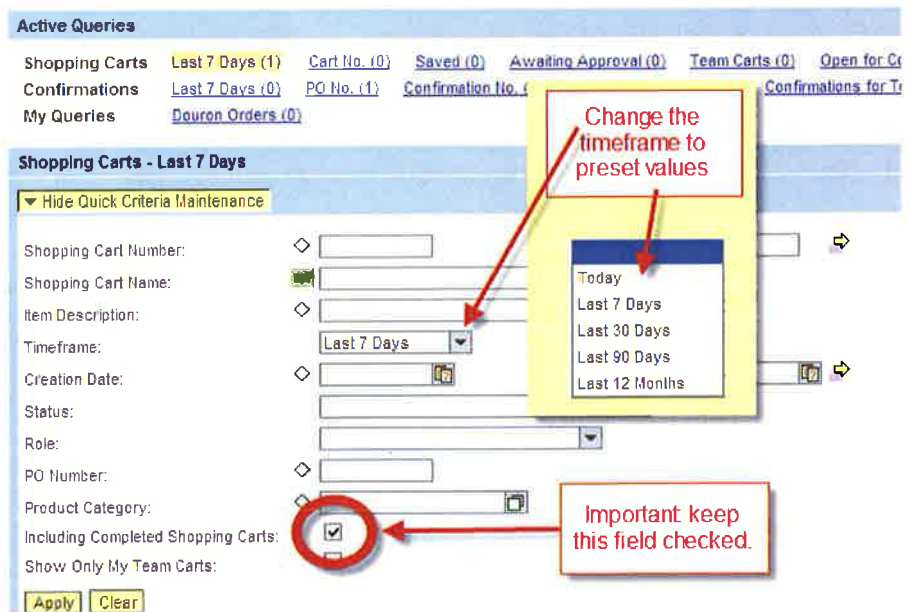 Active Queries
Shopping Carts Last 7 Days (1) Cart No. (0) Saved (0) Awaiting Approval (0) Team Carts (0) Open for
Confirmations Last 7 Days (0) PO No. (1) Confirmation Confirmations for
My Queries Douron Orders (0)
Change the
timeframe to
preset values
Shopping Carts - Last 7 Days
Hide Quick Criteria Maintenance
Shopping Cart Number:
Shopping Cart Name:
Item Description:
Timeframe: Last 7 Days
Creation Date:
Status:
Role:
PO Number:
Product Category:
Including Completed Shopping Carts:
Show Only My Team Carts:
Apply Clear
Today
Last 7 Days
Last 30 Days
Last 90 Days
Last 12 Months
Important: keep
this field checked.